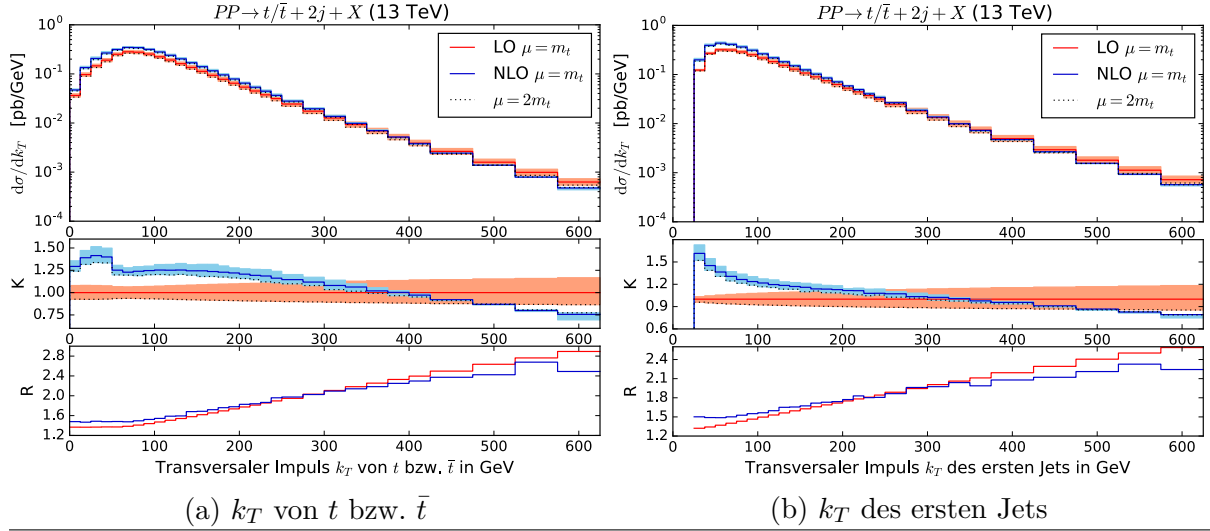 PP→t/t̄+2j+X (13 TeV)
10⁰
10⁻¹
10⁻²
10⁻³
10⁻⁴
dσ/dk_T [pb/GeV]
LO μ=m_t
NLO μ=m_t
μ=2m_t
0 100 200 300 400 500 600
1.50
1.25
1.00
0.75
K
0 100 200 300 400 500 600
2.8
2.4
2.0
1.6
1.2
R
0 100 200 300 400 500 600
Transversaler Impuls k_T von t bzw. t̄ in GeV
(a) k_T von t bzw. t̄
PP→t/t̄+2j+X (13 TeV)
10⁰
10⁻¹
10⁻²
10⁻³
10⁻⁴
dσ/dk_T [pb/GeV]
LO μ=m_t
NLO μ=m_t
μ=2m_t
0 100 200 300 400 500 600
1.8
1.5
1.2
0.9
0.6
K
0 100 200 300 400 500 600
2.4
2.1
1.8
1.5
1.2
R
0 100 200 300 400 500 600
Transversaler Impuls k_T des ersten Jets in GeV
(b) k_T des ersten Jets